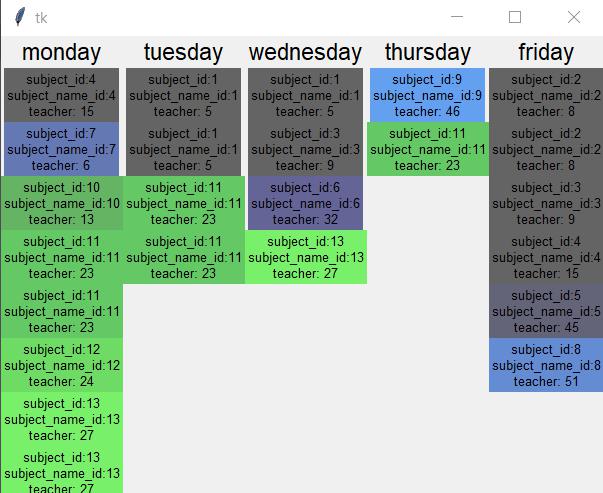 tk
monday
subject_id:4
subject_name_id:4
teacher: 15
subject_id:7
subject_name_id:7
teacher: 6
subject_id:10
subject_name_id:10
teacher: 13
subject_id:11
subject_name_id:11
teacher: 23
subject_id:11
subject_name_id:11
teacher: 23
subject_id:12
subject_name_id:12
teacher: 24
subject_id:13
subject_name_id:13
teacher: 27
subject_id:13
subject_name_id:13
teacher: 27
tuesday
subject_id:1
subject_name_id:1
teacher: 5
subject_id:1
subject_name_id:1
teacher: 5
subject_id:11
subject_name_id:11
teacher: 23
subject_id:11
subject_name_id:11
teacher: 23
wednesday
subject_id:1
subject_name_id:1
teacher: 5
subject_id:3
subject_name_id:3
teacher: 9
subject_id:6
subject_name_id:6
teacher: 32
subject_id:13
subject_name_id:13
teacher: 27
thursday
subject_id:9
subject_name_id:9
teacher: 46
subject_id:11
subject_name_id:11
teacher: 23
friday
subject_id:2
subject_name_id:2
teacher: 8
subject_id:2
subject_name_id:2
teacher: 8
subject_id:3
subject_name_id:3
teacher: 9
subject_id:4
subject_name_id:4
teacher: 15
subject_id:5
subject_name_id:5
teacher: 45
subject_id:8
subject_name_id:8
teacher: 51